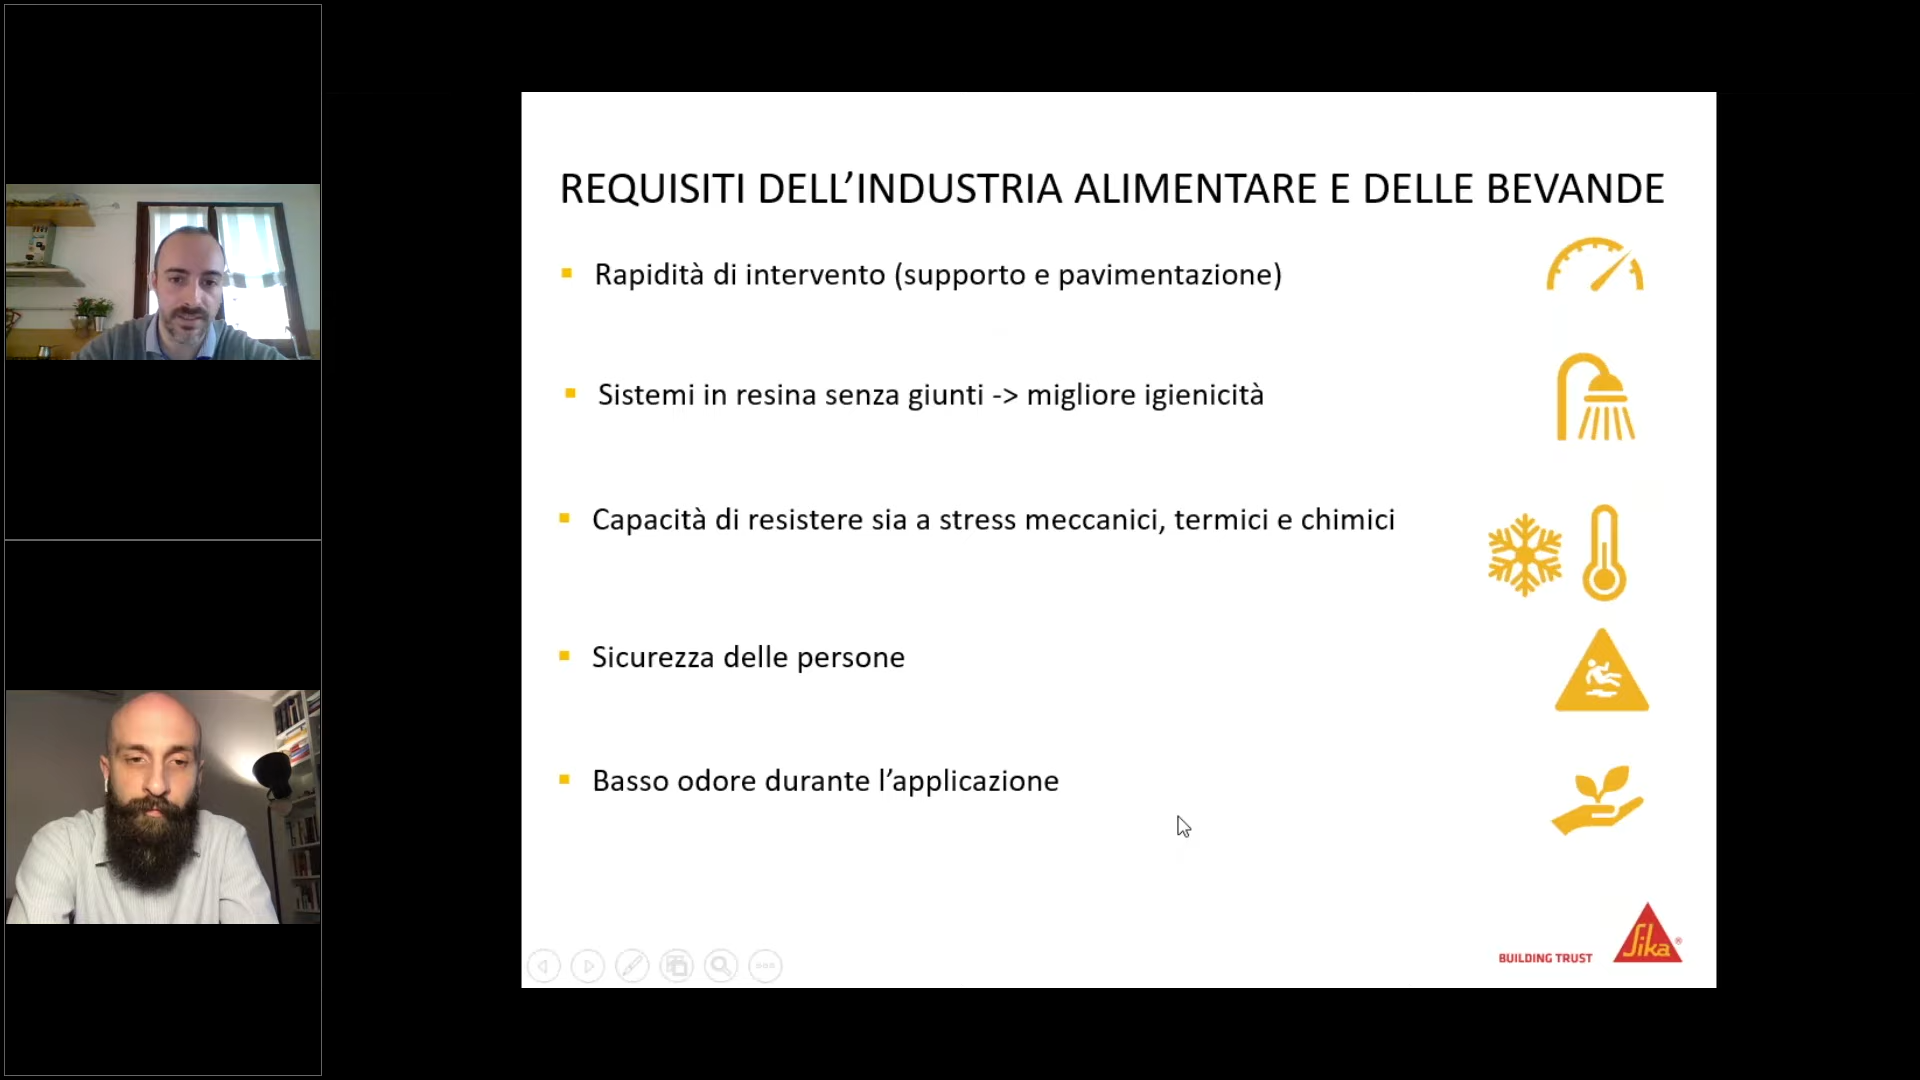 REQUISITI DELL’INDUSTRIA ALIMENTARE E DELLE BEVANDE
Rapidità di intervento (supporto e pavimentazione)
Sistemi in resina senza giunti -> migliore igienicità
Capacità di resistere sia a stress meccanici, termici e chimici
Sicurezza delle persone
Basso odore durante l’applicazione
BUILDING TRUST
Sika®